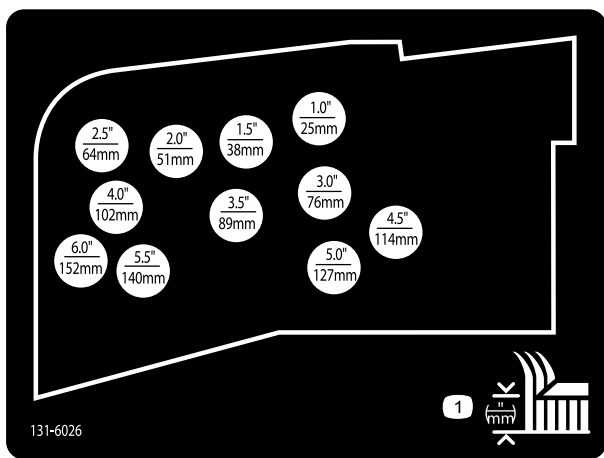 1.0"
25mm
1.5"
38mm
2.5"
64mm
2.0"
51mm
3.0"
76mm
4.0"
102mm
3.5"
89mm
4.5"
114mm
6.0"
152mm
5.5"
140mm
5.0"
127mm
1
"
(mm)
131-6026